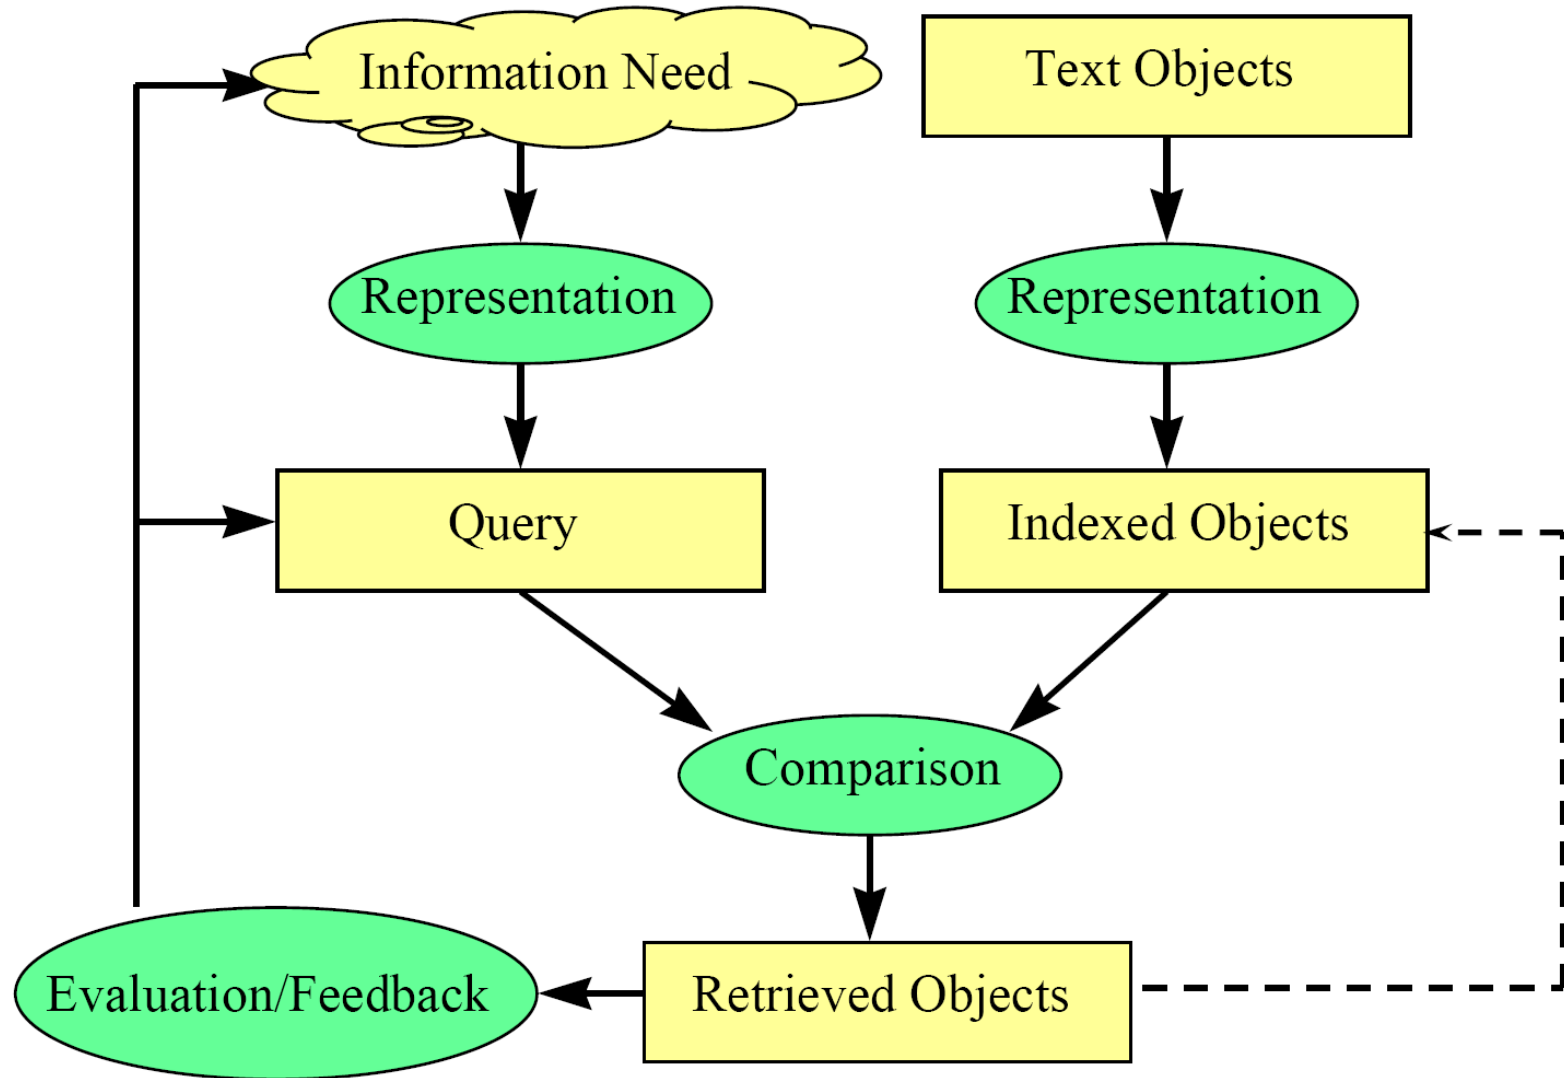 Information Need
Text Objects
Representation
Representation
Query
Indexed Objects
Comparison
Evaluation/Feedback
Retrieved Objects